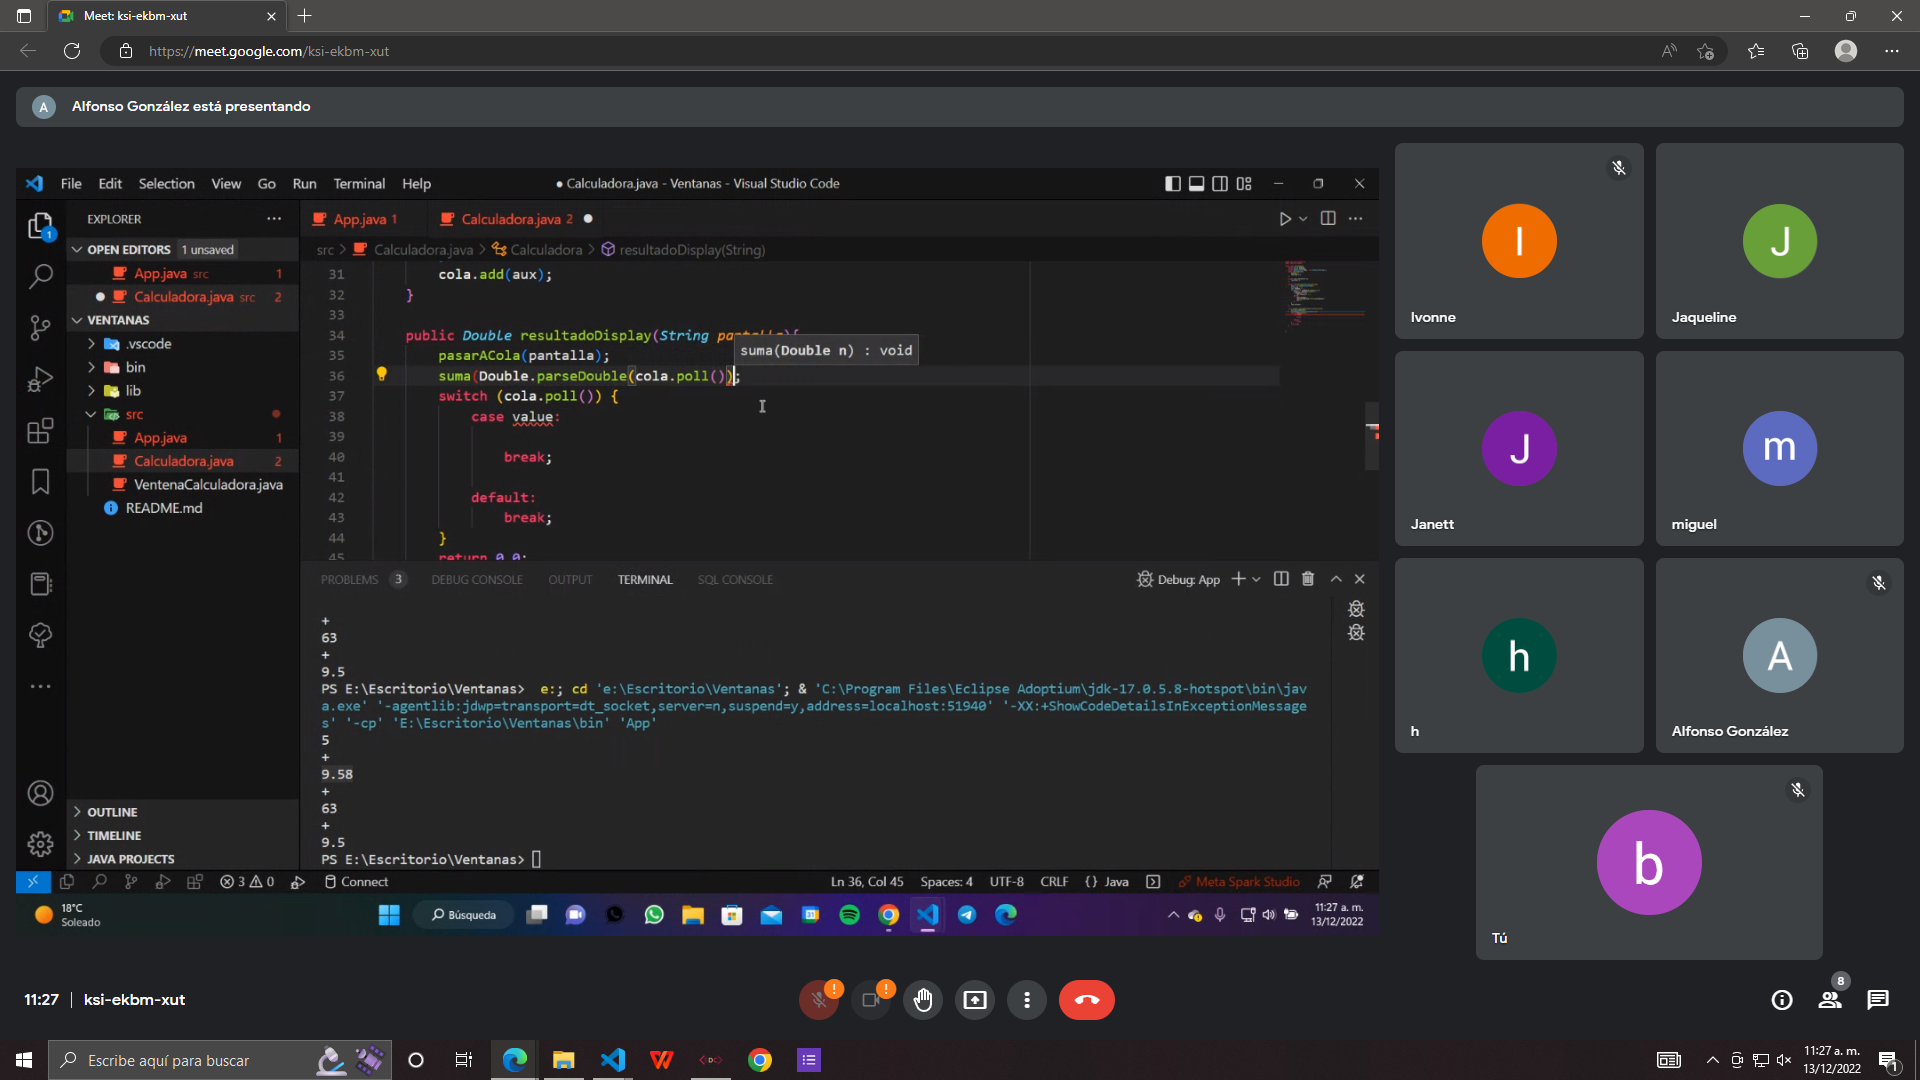 Meet: ksi-ekbm-xut
https://meet.google.com/ksi-ekbm-xut
A Alfonso González está presentando
File Edit Selection View Go Run Terminal Help
● Calculadora.java - Ventanas - Visual Studio Code
EXPLORER
App.java 1
Calculadora.java 2
OPEN EDITORS 1 unsaved
src > Calculadora.java > Calculadora > resultadoDisplay(String)
App.java src 1
Calculadora.java src 2
VENTANAS
.vscode
bin
lib
src
App.java 1
Calculadora.java 2
VentenaCalculadora.java
README.md
OUTLINE
TIMELINE
JAVA PROJECTS
31 cola.add(aux);
32 }
33
34 public Double resultadoDisplay(String pantalla){
suma(Double n) : void
35 pasarACola(pantalla);
36 suma(Double.parseDouble(cola.poll());
37 switch (cola.poll()) {
38 case value:
39
40 break;
41
42 default:
43 break;
44 }
45 return 0.0;
PROBLEMS 3 DEBUG CONSOLE OUTPUT TERMINAL SQL CONSOLE
Debug: App
+
63
+
9.5
PS E:\Escritorio\Ventanas> e:; cd 'e:\Escritorio\Ventanas'; & 'C:\Program Files\Eclipse Adoptium\jdk-17.0.5.8-hotspot\bin\jav
a.exe' '-agentlib:jdwp=transport=dt_socket,server=n,suspend=y,address=localhost:51940' '-XX:+ShowCodeDetailsInExceptionMessage
s' '-cp' 'E:\Escritorio\Ventanas\bin' 'App'
5
+
9.58
+
63
+
9.5
PS E:\Escritorio\Ventanas>
3 0 Connect
Ln 36, Col 45 Spaces: 4 UTF-8 CRLF {} Java Meta Spark Studio
18°C
Soleado
Búsqueda
11:27 a. m.
13/12/2022
I
Ivonne
J
Jaqueline
J
Janett
m
miguel
h
h
A
Alfonso González
b
Tú
11:27 | ksi-ekbm-xut
8
Escribe aquí para buscar
11:27 a. m.
13/12/2022
1